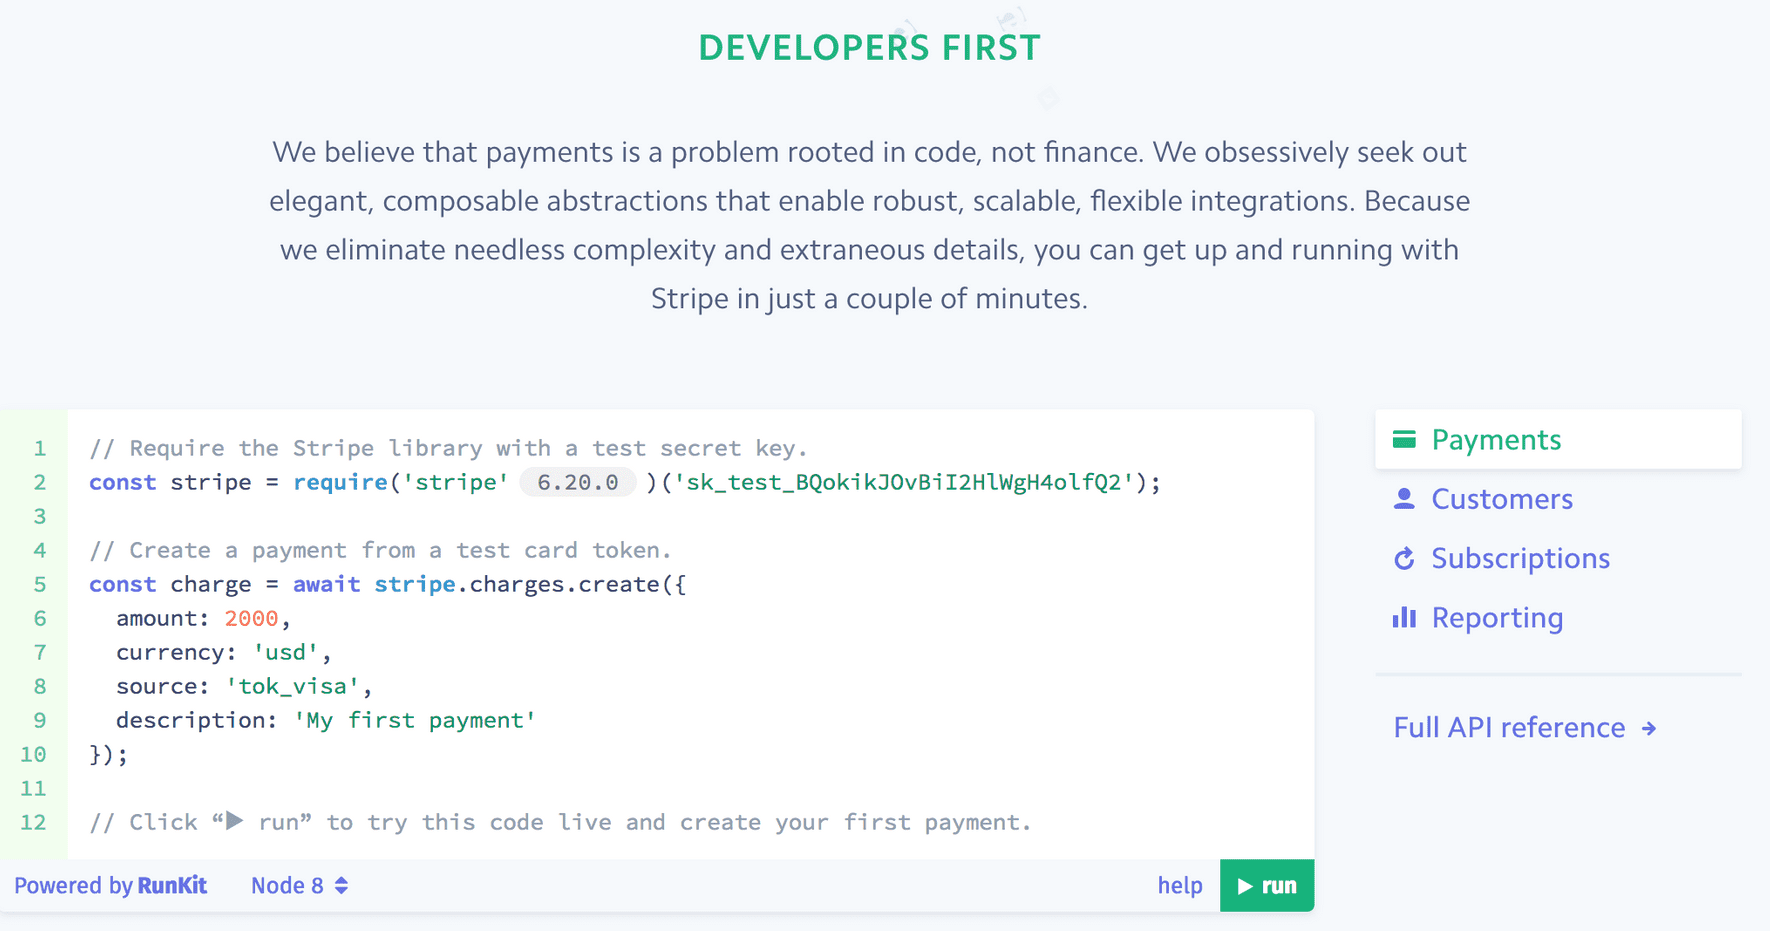 DEVELOPERS FIRST
We believe that payments is a problem rooted in code, not finance. We obsessively seek out
elegant, composable abstractions that enable robust, scalable, flexible integrations. Because
we eliminate needless complexity and extraneous details, you can get up and running with
Stripe in just a couple of minutes.
1 // Require the Stripe library with a test secret key.
2 const stripe = require('stripe' 6.20.0 )('sk_test_BQokikJOvBiI2HlWgH4olfQ2');
3
4 // Create a payment from a test card token.
5 const charge = await stripe.charges.create({
6 amount: 2000,
7 currency: 'usd',
8 source: 'tok_visa',
9 description: 'My first payment'
10 });
11
12 // Click “▶ run” to try this code live and create your first payment.
Powered by RunKit Node 8 help ▶ run
Payments
Customers
Subscriptions
Reporting
Full API reference →